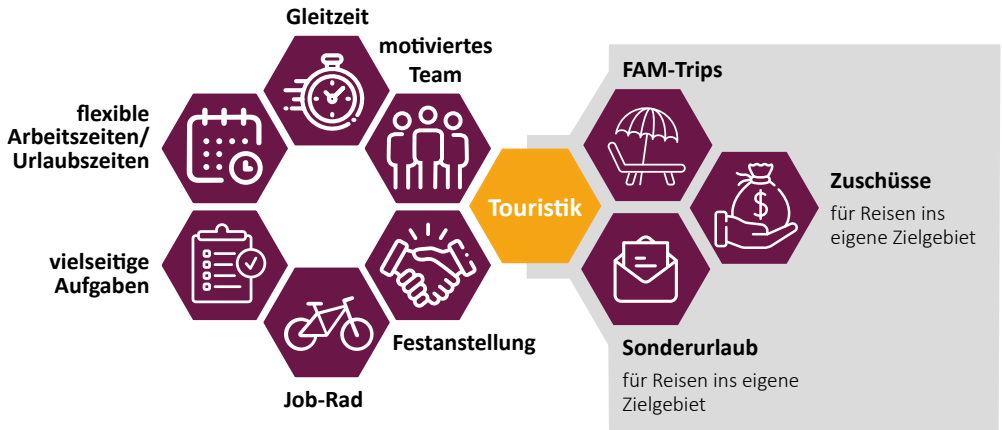 Gleitzeit
motiviertes
Team
flexible
Arbeitszeiten/
Urlaubszeiten
vielseitige
Aufgaben
Job-Rad
Festanstellung
Touristik
FAM-Trips
$
Zuschüsse
für Reisen ins
eigene Zielgebiet
Sonderurlaub
für Reisen ins eigene
Zielgebiet